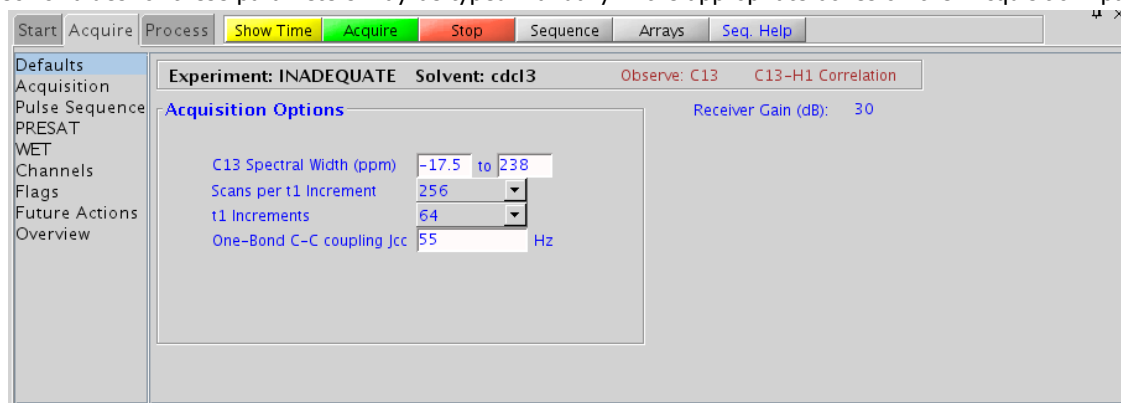 Start Acquire Process Show Time Acquire Stop Sequence Arrays Seq. Help
Defaults
Acquisition
Pulse Sequence
PRESAT
WET
Channels
Flags
Future Actions
Overview
Experiment: INADEQUATE Solvent: cdcl3 Observe: C13 C13-H1 Correlation
Acquisition Options
Receiver Gain (dB): 30
C13 Spectral Width (ppm) -17.5 to 238
Scans per t1 Increment 256
t1 Increments 64
One-Bond C-C coupling Jcc 55 Hz